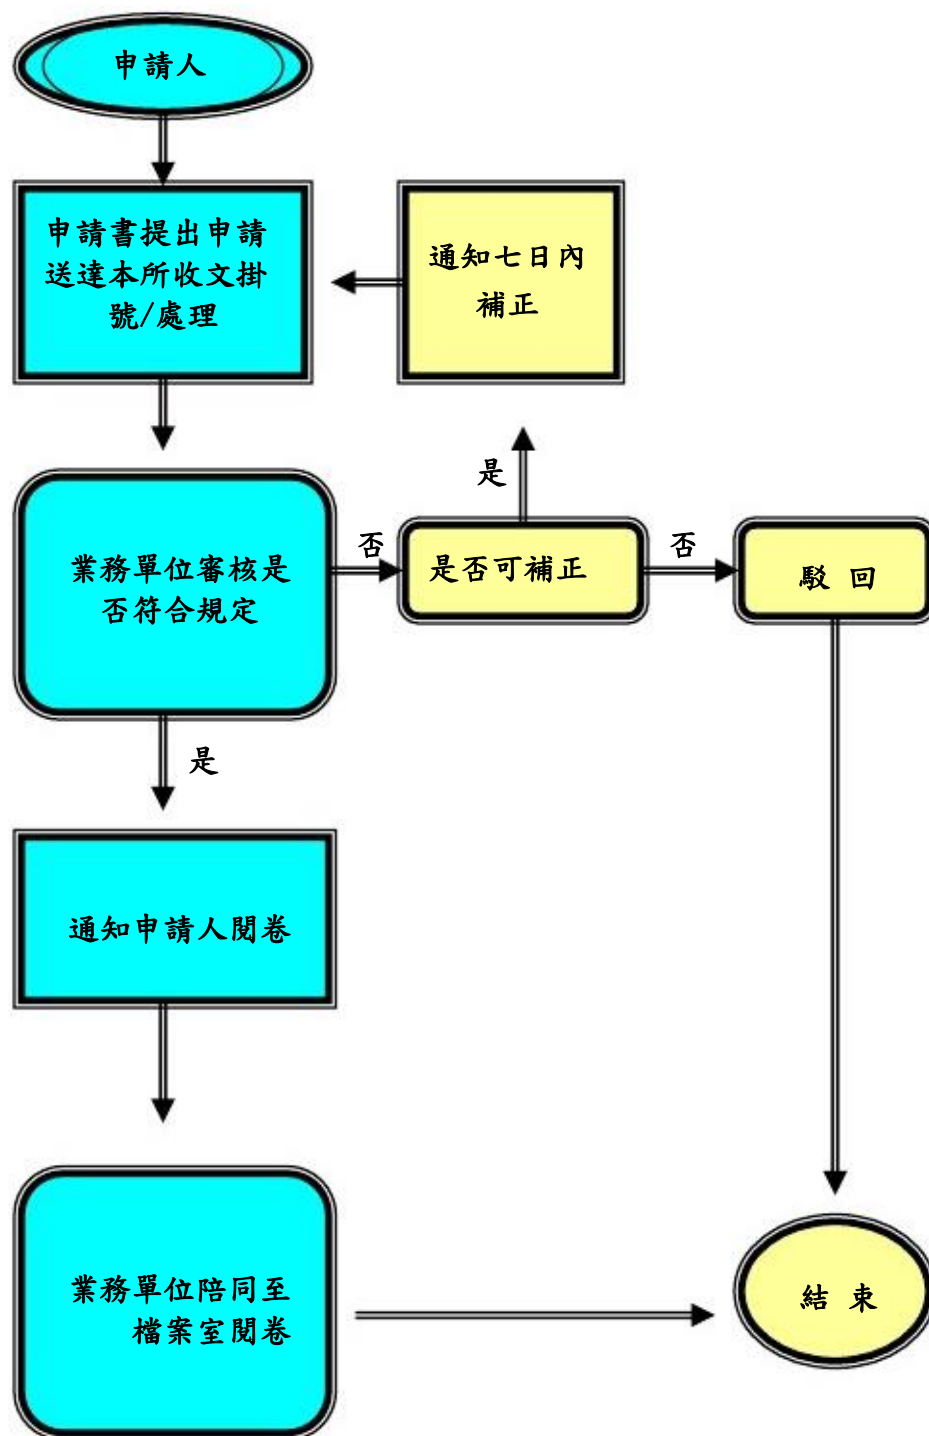 申請人
申請書提出申請
送達本所收文掛
號/處理
通知七日內
補正
是
業務單位審核是
否符合規定
否
是否可補正
否
駁 回
是
通知申請人閱卷
業務單位陪同至
檔案室閱卷
結 束